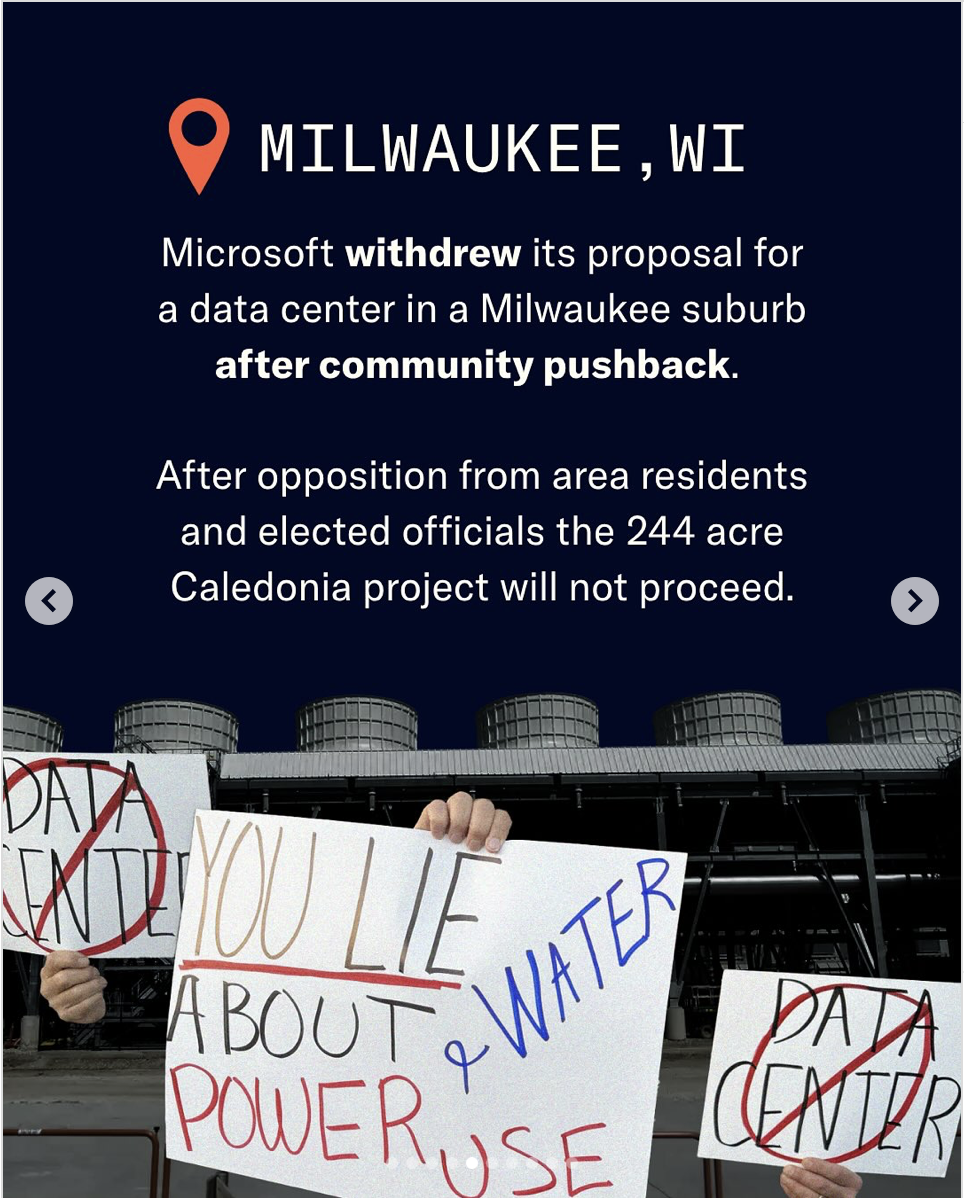 MILWAUKEE,WI
Microsoft withdrew its proposal for
a data center in a Milwaukee suburb
after community pushback.
After opposition from area residents
and elected officials the 244 acre
Caledonia project will not proceed.
DATA
CENTE
YOU LIE
ABOUT
& WATER
POWER USE
DATA
CENTER